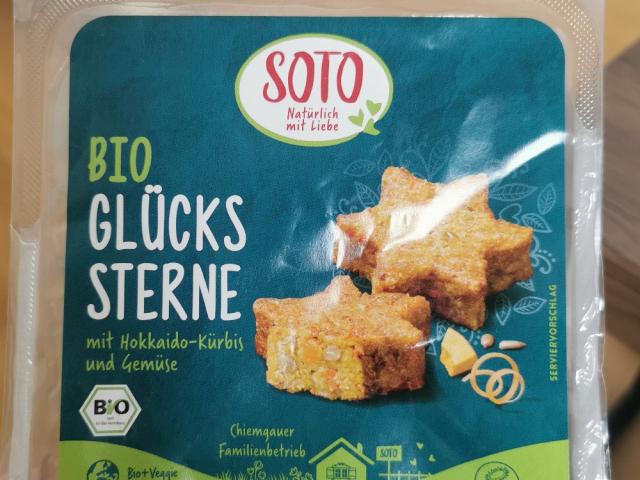 SOTO
Natürlich
mit Liebe
BIO
GLÜCKS
STERNE
mit Hokkaido-Kürbis
und Gemüse
SERVIERVORSCHLAG
BiO
Chiemgauer
Familienbetrieb
SOTO
Bio+Veggie